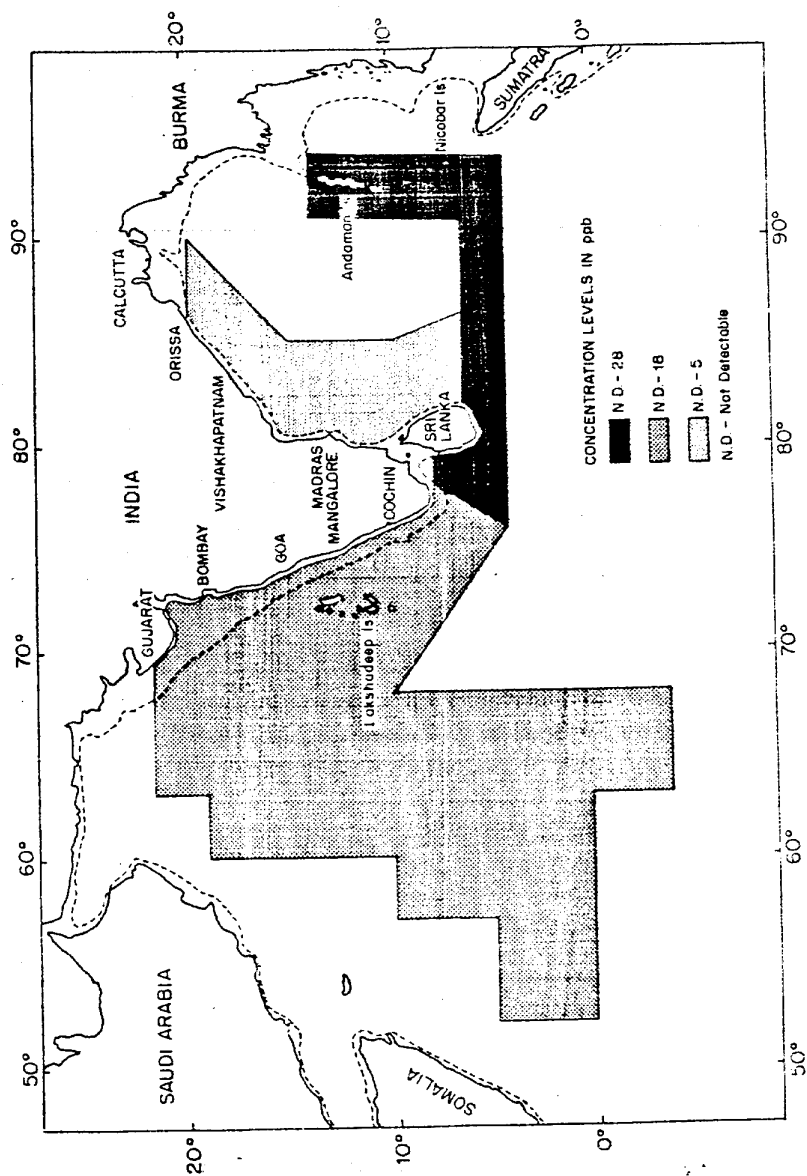 50°
60°
70°
80°
90°
20°
10°
0°
SAUDI ARABIA
SOMALIA
GUJARAT
BOMBAY
GOA
MANGALORE
COCHIN
INDIA
MADRAS
VISHAKHAPATNAM
ORISSA
CALCUTTA
BURMA
SRI
LANKA
Lakshadeep Is
Andaman
Nicobar Is
SUMATRA
20°
10°
0°
CONCENTRATION LEVELS IN ppb
N.D. - 28
N.D. - 18
N.D. - 5
N.D - Not Detectable
50°
60°
70°
80°
90°